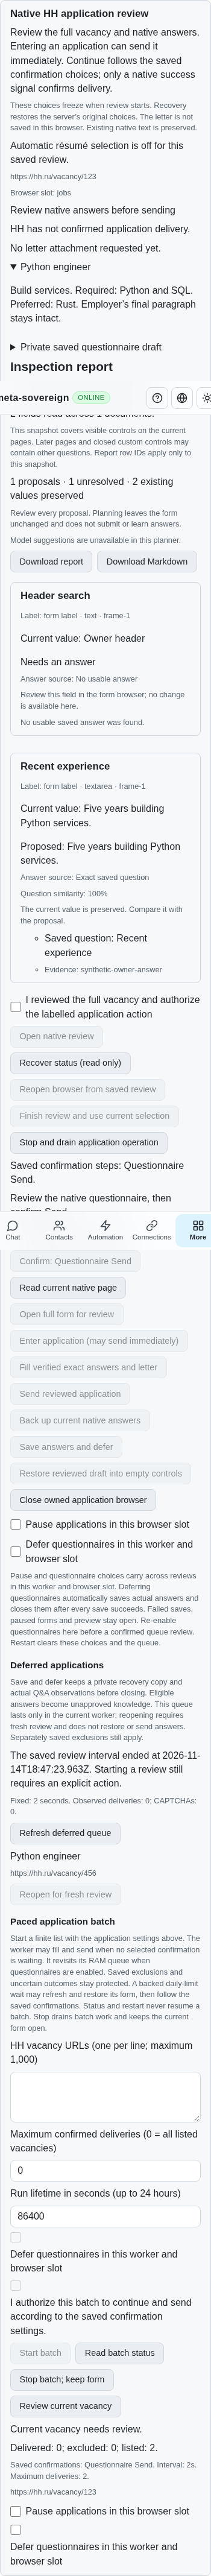 Native HH application review
Review the full vacancy and native answers.
Entering an application can send it
immediately. Continue follows the saved
confirmation choice; only a native success
signal confirms delivery.
These choices freeze when review starts. Recovery
restores the server's original choices. The letter is not
saved in this browser. Existing native text is preserved.
Automatic résumé selection is off for this
saved review.
https://hh.ru/vacancy/123
Browser slot: jobs
Review native answers before sending
HH has not confirmed application delivery.
No letter attachment requested yet.
Python engineer
Build services. Required: Python and SQL.
Preferred: Rust. Employer's final paragraph
stays intact.
Private saved questionnaire draft
Inspection report
meta-sovereign ONLINE
2 fields read across 1 documents.
This snapshot covers visible controls on the current
pages. Later pages and closed custom controls may
contain other questions. Report row IDs apply only to
this snapshot.
1 proposals · 1 unresolved · 2 existing
values preserved
Review every proposal. Planning leaves the form
unchanged and does not submit or learn answers.
Model suggestions are unavailable in this planner.
Download report
Download Markdown
Header search
Label: form label · text · frame-1
Current value: Owner header
Needs an answer
Answer source: No usable answer
Review this field in the form browser; no change
is available here.
No usable saved answer was found.
Recent experience
Label: form label · textarea · frame-1
Current value: Five years building
Python services.
Proposed: Five years building Python
services.
Answer source: Exact saved question
Question similarity: 100%
The current value is preserved. Compare it with
the proposal.
Saved question: Recent
experience
Evidence: synthetic-owner-answer
I reviewed the full vacancy and authorize
the labelled application action
Open native review
Recover status (read only)
Reopen browser from saved review
Finish review and use current selection
Stop and drain application operation
Saved confirmation steps: Questionnaire
Send.
Review the native questionnaire, then
confirm Send.
Chat
Contacts
Automation
Connections
More
Confirm: Questionnaire Send
Read current native page
Open full form for review
Enter application (may send immediately)
Fill verified exact answers and letter
Send reviewed application
Back up current native answers
Save answers and defer
Restore reviewed draft into empty controls
Close owned application browser
Pause applications in this browser slot
Defer questionnaires in this worker and
browser slot
Pause and questionnaire choices carry across reviews
in this worker and browser slot. Deferring
questionnaires automatically saves actual answers and
closes them after every save succeeds. Failed saves,
paused forms and preview stay open. Re-enable
questionnaires here before a confirmed queue review.
Restart clears these choices and the queue.
Deferred applications
Save and defer keeps a private recovery copy and
actual Q&A observations before closing. Eligible
answers become unapproved knowledge. This queue
lasts only in the current worker; reopening requires
fresh review and does not restore or send answers.
Separately saved exclusions still apply.
The saved review interval ended at 2026-11-
14T18:47:23.963Z. Starting a review still
requires an explicit action.
Fixed: 2 seconds. Observed deliveries: 0; CAPTCHAs:
0.
Refresh deferred queue
Python engineer
https://hh.ru/vacancy/456
Reopen for fresh review
Paced application batch
Start a finite list with the application settings above. The
worker may fill and send when no selected confirmation
is waiting. It revisits its RAM queue when
questionnaires are enabled. Saved exclusions and
uncertain outcomes stay protected. A backed daily-limit
wait may refresh and restore its form, then follow the
saved confirmations. Status and restart never resume a
batch. Stop drains batch work and keeps the current
form open.
HH vacancy URLs (one per line; maximum
1,000)
Maximum confirmed deliveries (0 = all listed
vacancies)
0
Run lifetime in seconds (up to 24 hours)
86400
Defer questionnaires in this worker and
browser slot
I authorize this batch to continue and send
according to the saved confirmation
settings.
Start batch
Read batch status
Stop batch; keep form
Review current vacancy
Current vacancy needs review.
Delivered: 0; excluded: 0; listed: 2.
Saved confirmations: Questionnaire Send. Interval: 2s.
Maximum deliveries: 2.
https://hh.ru/vacancy/123
Pause applications in this browser slot
Defer questionnaires in this worker and
browser slot